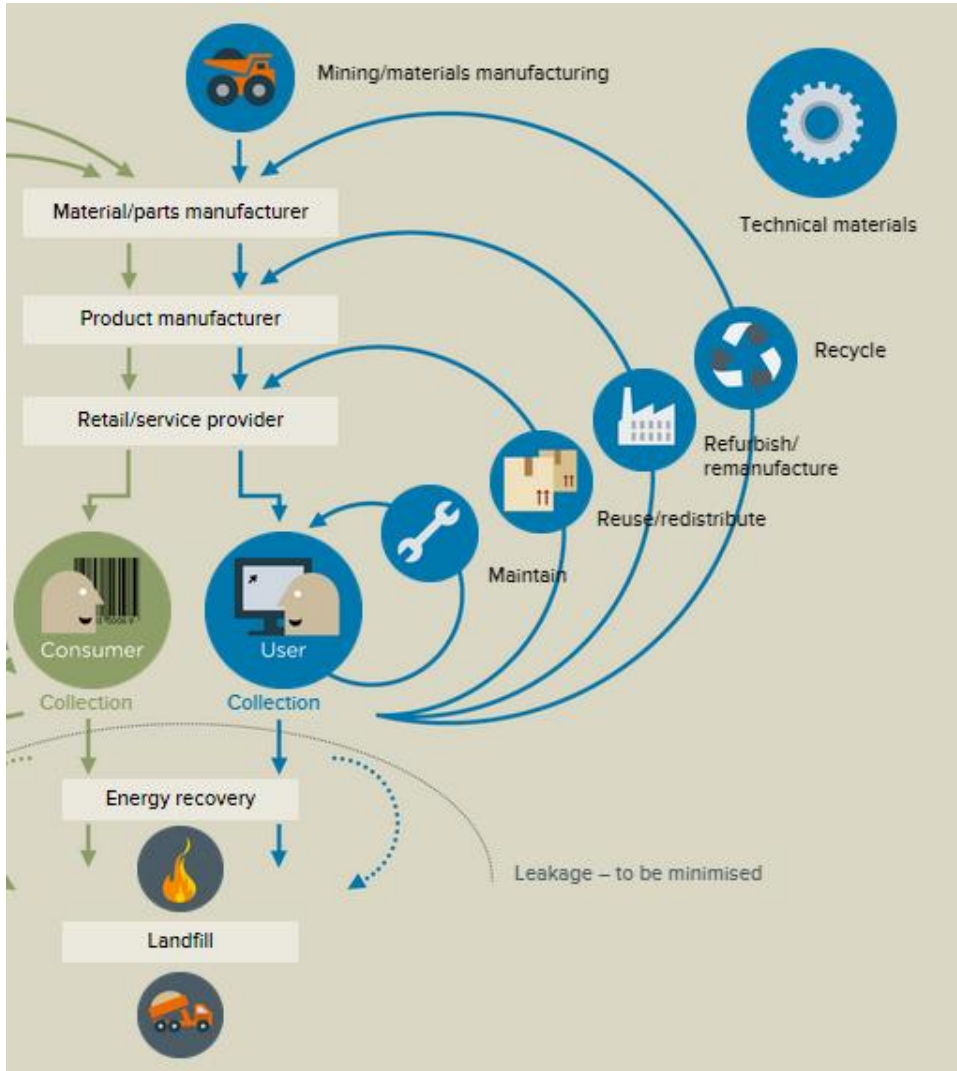 Mining/materials manufacturing
Technical materials
Material/parts manufacturer
Product manufacturer
Recycle
Retail/service provider
Refurbish/
remanufacture
Reuse/redistribute
Maintain
Consumer
User
Collection
Collection
Energy recovery
Leakage – to be minimised
Landfill